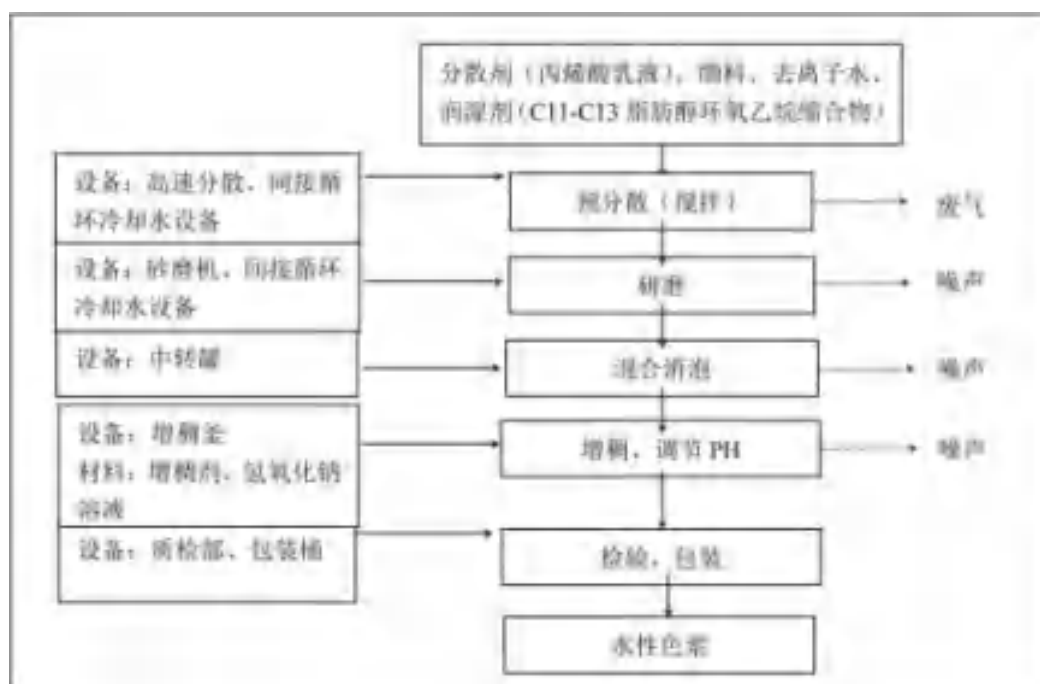 分散剂（丙烯酸乳液），细料、去离子水、
润湿剂(C11-C13 脂肪醇环氧乙烷缩合物)
设备：高速分散、间接循
环冷却水设备
预分散（搅拌）
废气
设备：砂磨机、间接循环
冷却水设备
研磨
噪声
设备：中转罐
混合消泡
噪声
设备：增稠釜
材料：增稠剂、氢氧化钠
溶液
增稠、调节 PH
噪声
设备：质检部、包装桶
检验，包装
水性色浆